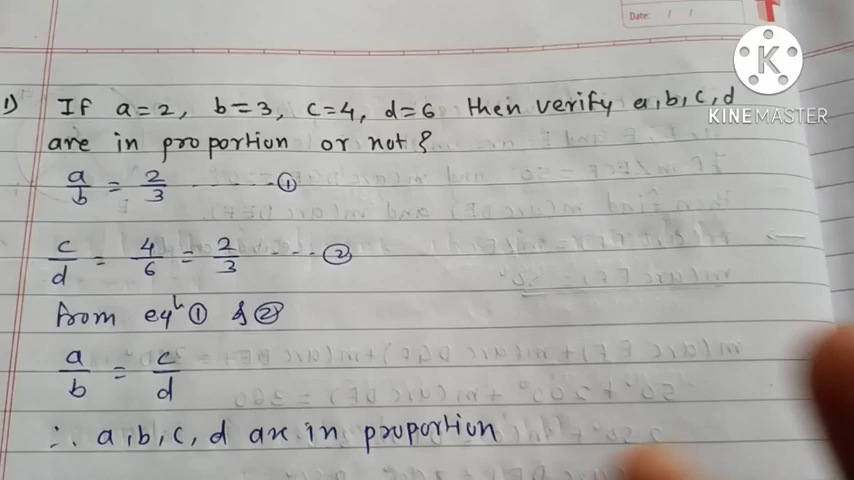 Date: / /
K
KINEMASTER
1) If a=2, b=3, c=4, d=6 then verify a,b,c,d
are in proportion or not?
a/b = 2/3 ------- ①
c/d = 4/6 = 2/3 ---- ②
from eqn ① & ②
a/b = c/d
∴ a,b,c,d are in proportion